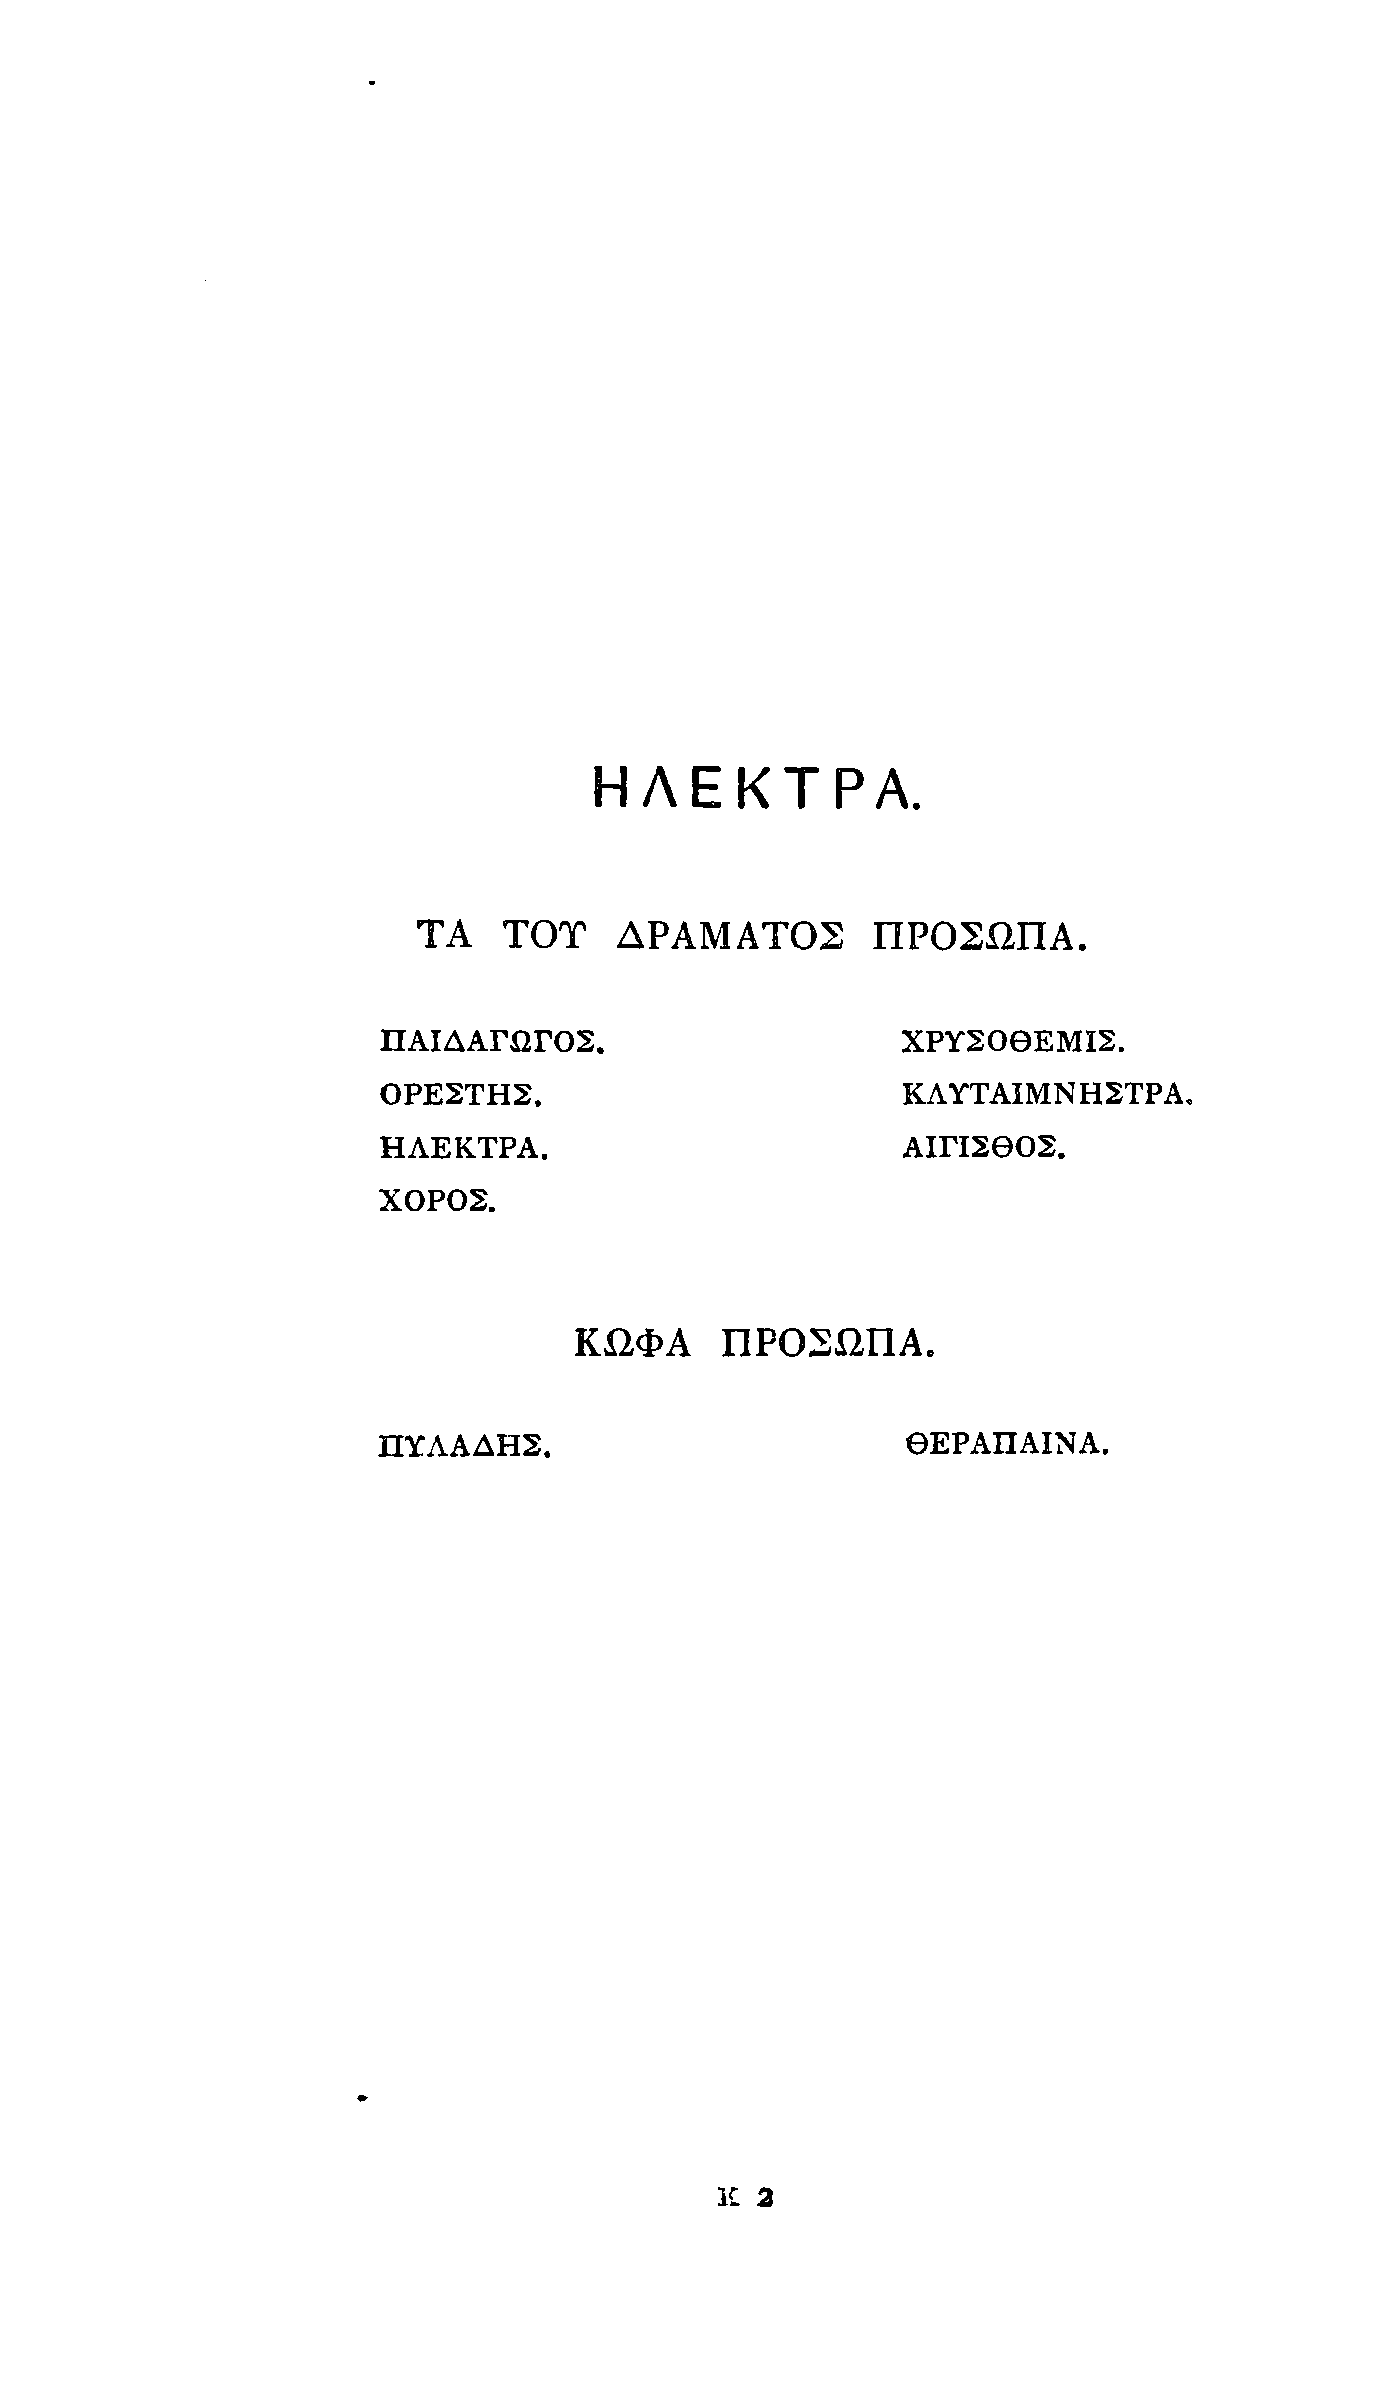 ΗΛΕΚΤΡΑ.
ΤΑ ΤΟΥ ΔΡΑΜΑΤΟΣ ΠΡΟΣΩΠΑ.
ΠΑΙΔΑΓΩΓΟΣ.
ΟΡΕΣΤΗΣ.
ΗΛΕΚΤΡΑ.
ΧΟΡΟΣ.
ΧΡΥΣΟΘΕΜΙΣ.
ΚΛΥΤΑΙΜΝΗΣΤΡΑ.
ΑΙΓΙΣΘΟΣ.
ΚΩΦΑ ΠΡΟΣΩΠΑ.
ΠΥΛΑΔΗΣ.
ΘΕΡΑΠΑΙΝΑ.
K 2